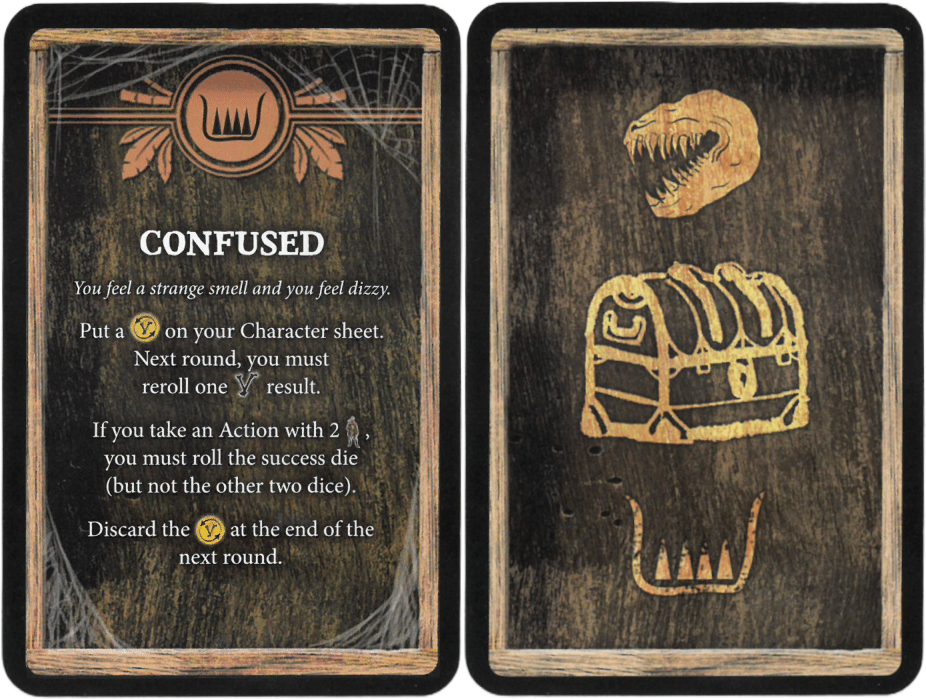 CONFUSED
You feel a strange smell and you feel dizzy.
Put a on your Character sheet.
Next round, you must
reroll one result.
If you take an Action with 2 ,
you must roll the success die
(but not the other two dice).
Discard the at the end of the
next round.